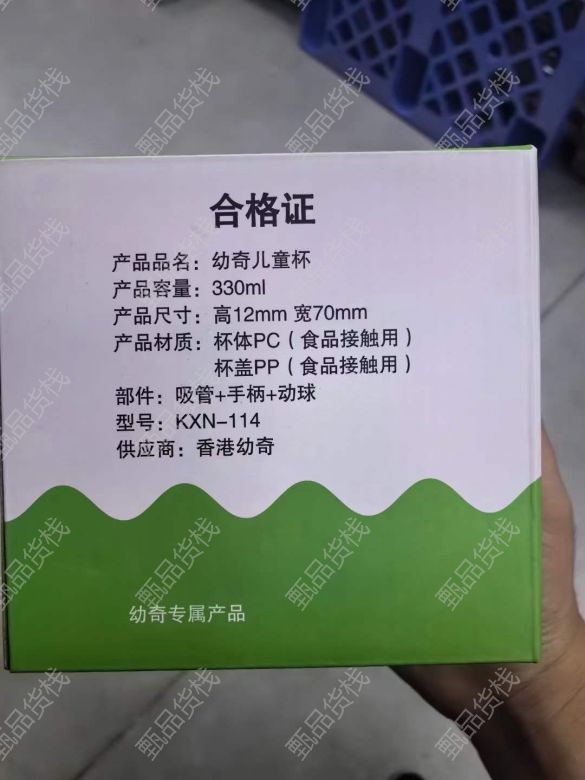 合格证
产品品名：幼奇儿童杯
产品容量：330ml
产品尺寸：高12mm 宽70mm
产品材质：杯体PC（食品接触用）
杯盖PP（食品接触用）
部件：吸管+手柄+动球
型号：KXN-114
供应商：香港幼奇
幼奇专属产品
甄品货栈